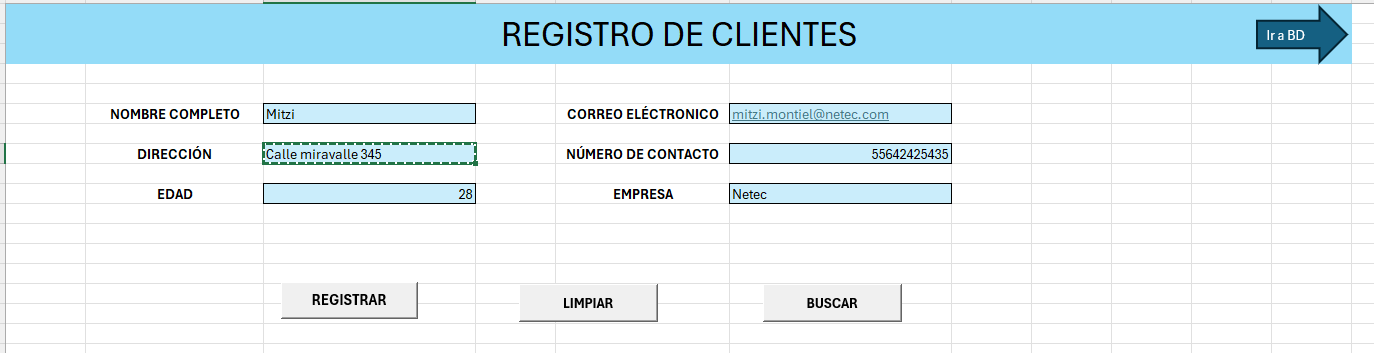 REGISTRO DE CLIENTES
Ir a BD
NOMBRE COMPLETO Mitzi CORREO ELÉCTRONICO mitzi.montiel@netec.com
DIRECCIÓN Calle miravalle 345 NÚMERO DE CONTACTO 55642425435
EDAD 28 EMPRESA Netec
REGISTRAR LIMPIAR BUSCAR